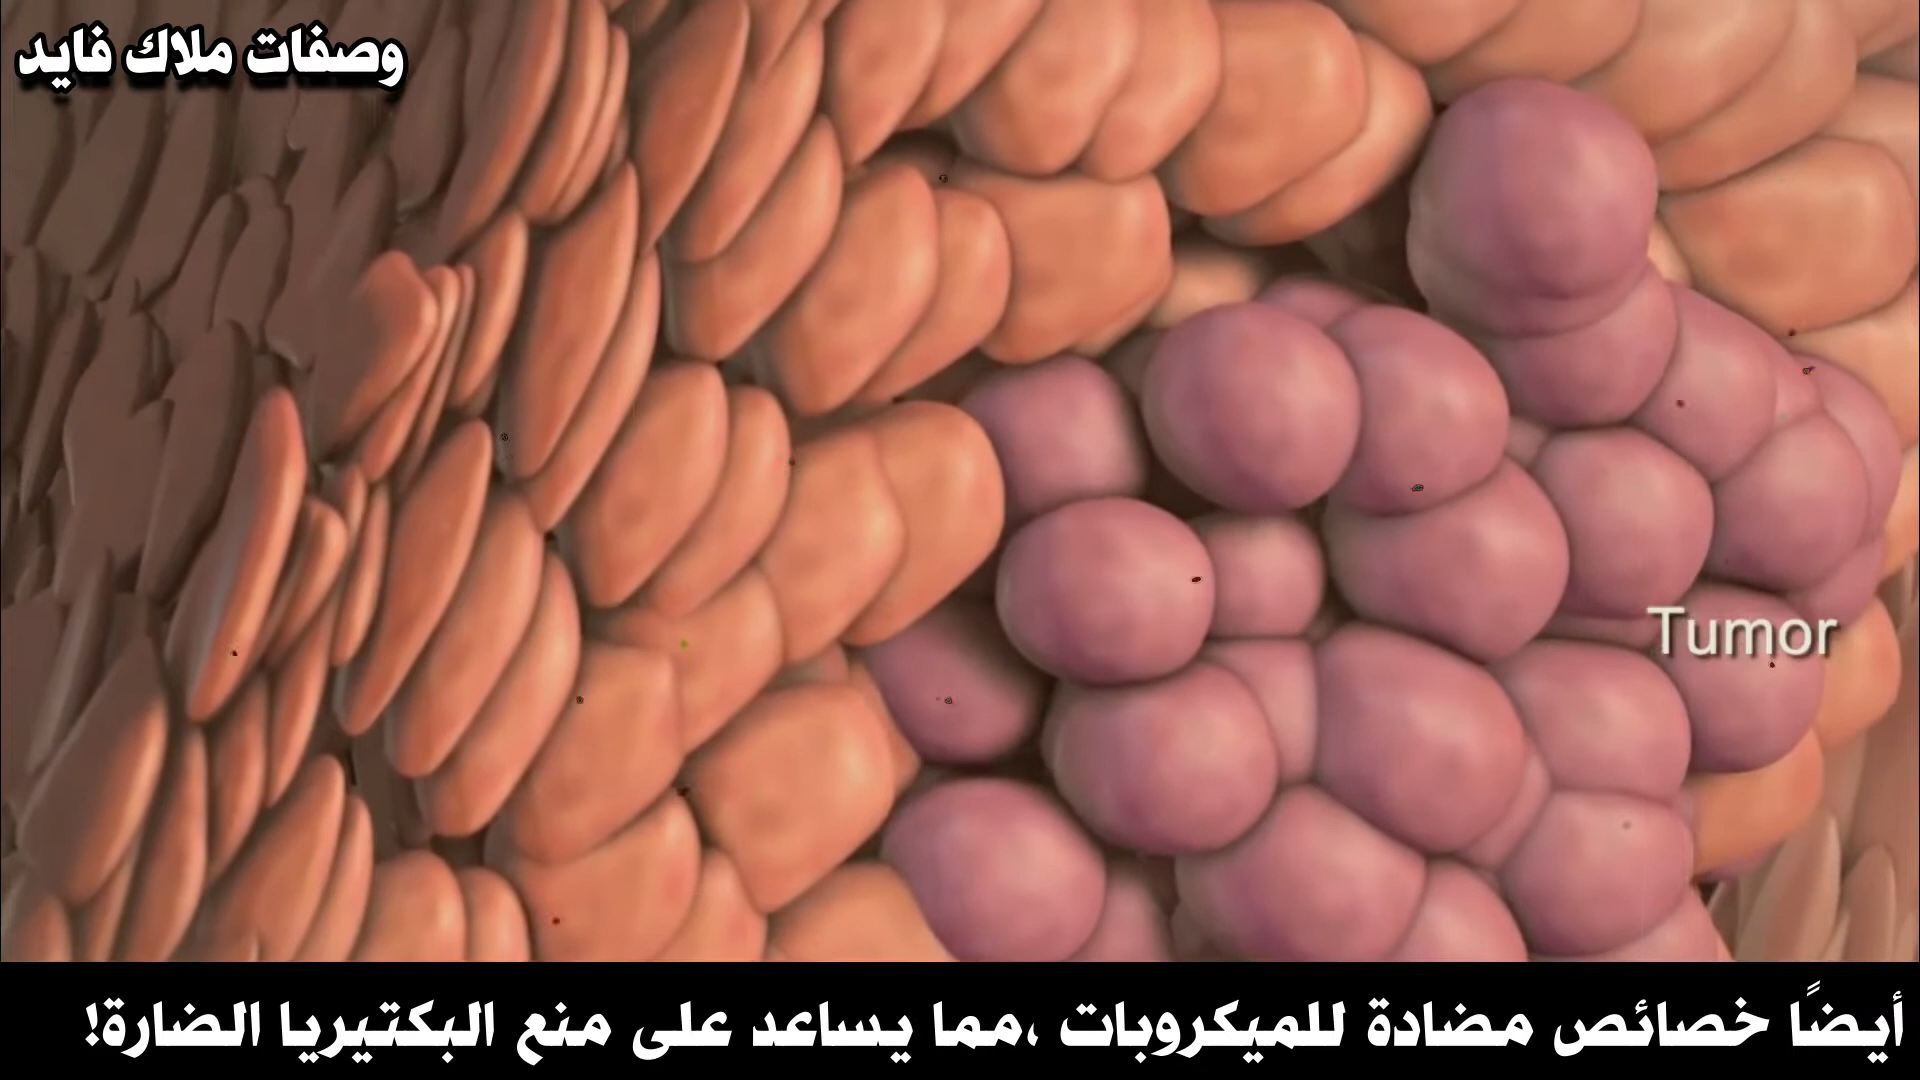 وصفات ملاك فايد
Tumor
أيضًا خصائص مضادة للميكروبات ،مما يساعد على منع البكتيريا الضارة!